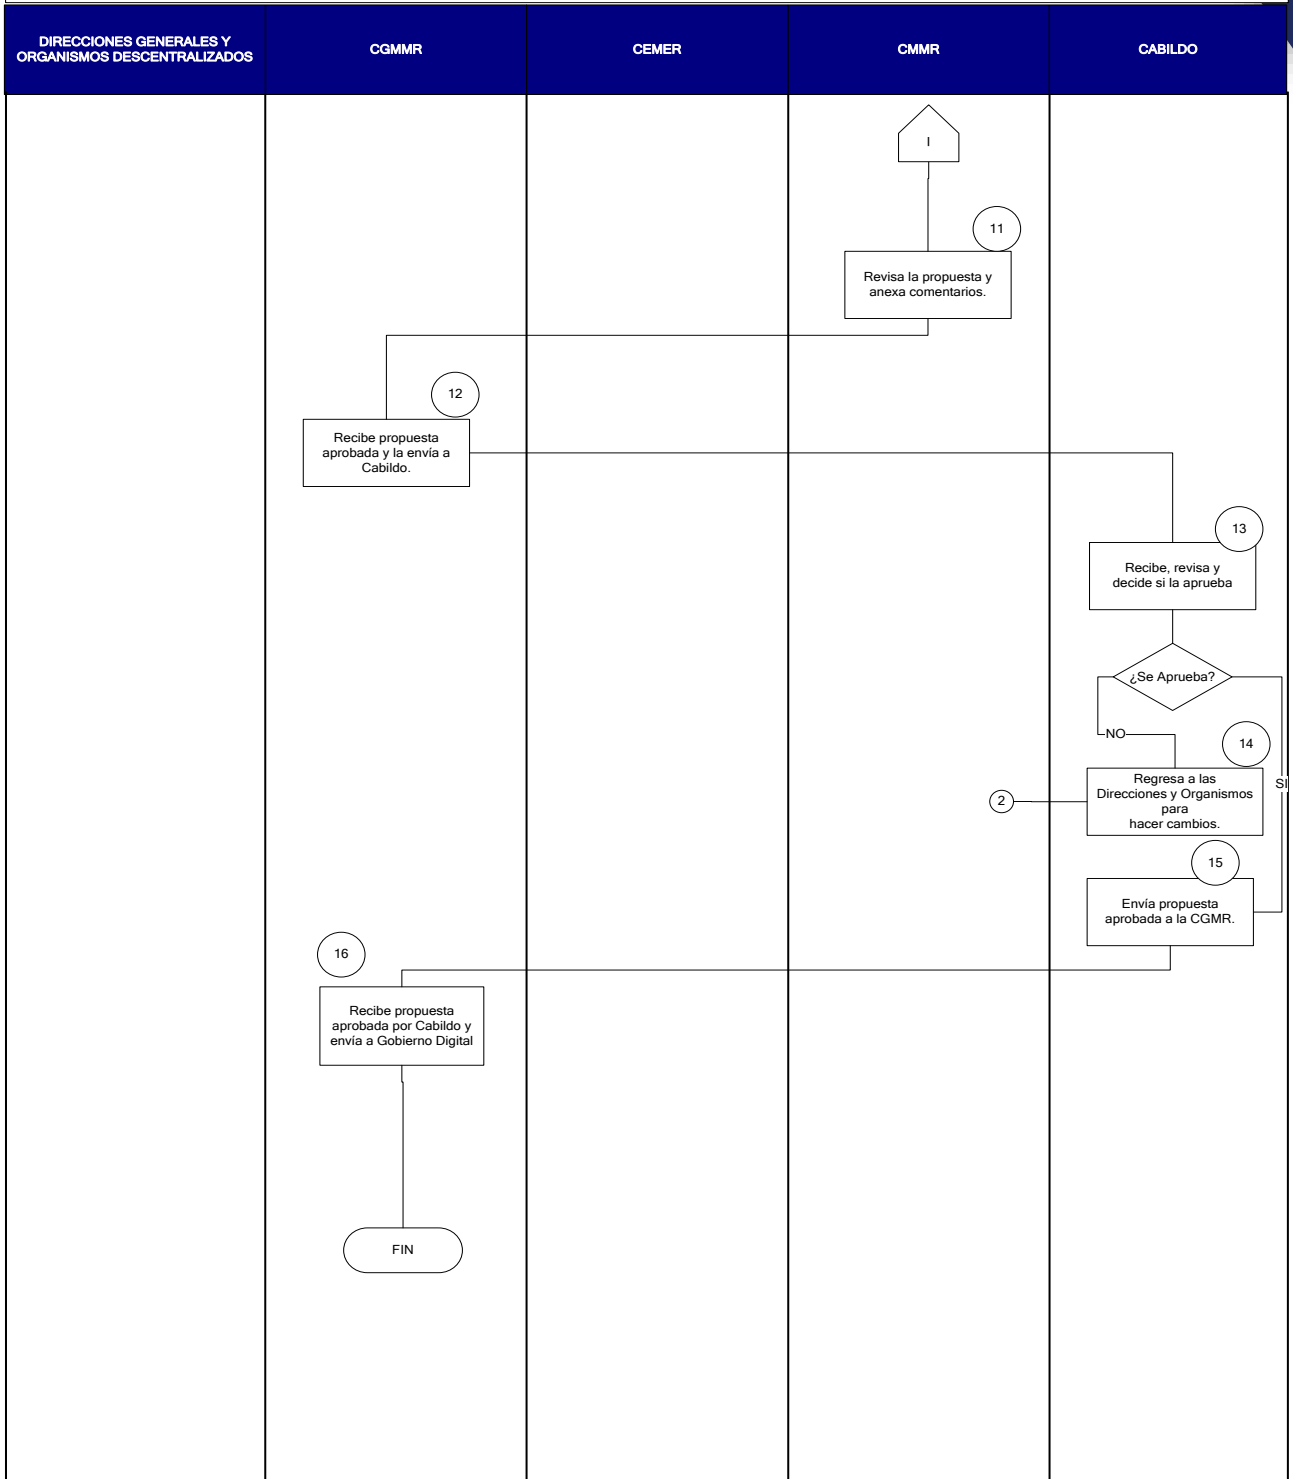 DIRECCIONES GENERALES Y
ORGANISMOS DESCENTRALIZADOS
CGMMR
CEMER
CMMR
CABILDO
I
11
Revisa la propuesta y
anexa comentarios.
12
Recibe propuesta
aprobada y la envía a
Cabildo.
13
Recibe, revisa y
decide si la aprueba
¿Se Aprueba?
NO
14
SI
Regresa a las
Direcciones y Organismos
para
hacer cambios.
2
15
Envía propuesta
aprobada a la CGMR.
16
Recibe propuesta
aprobada por Cabildo y
envía a Gobierno Digital
FIN